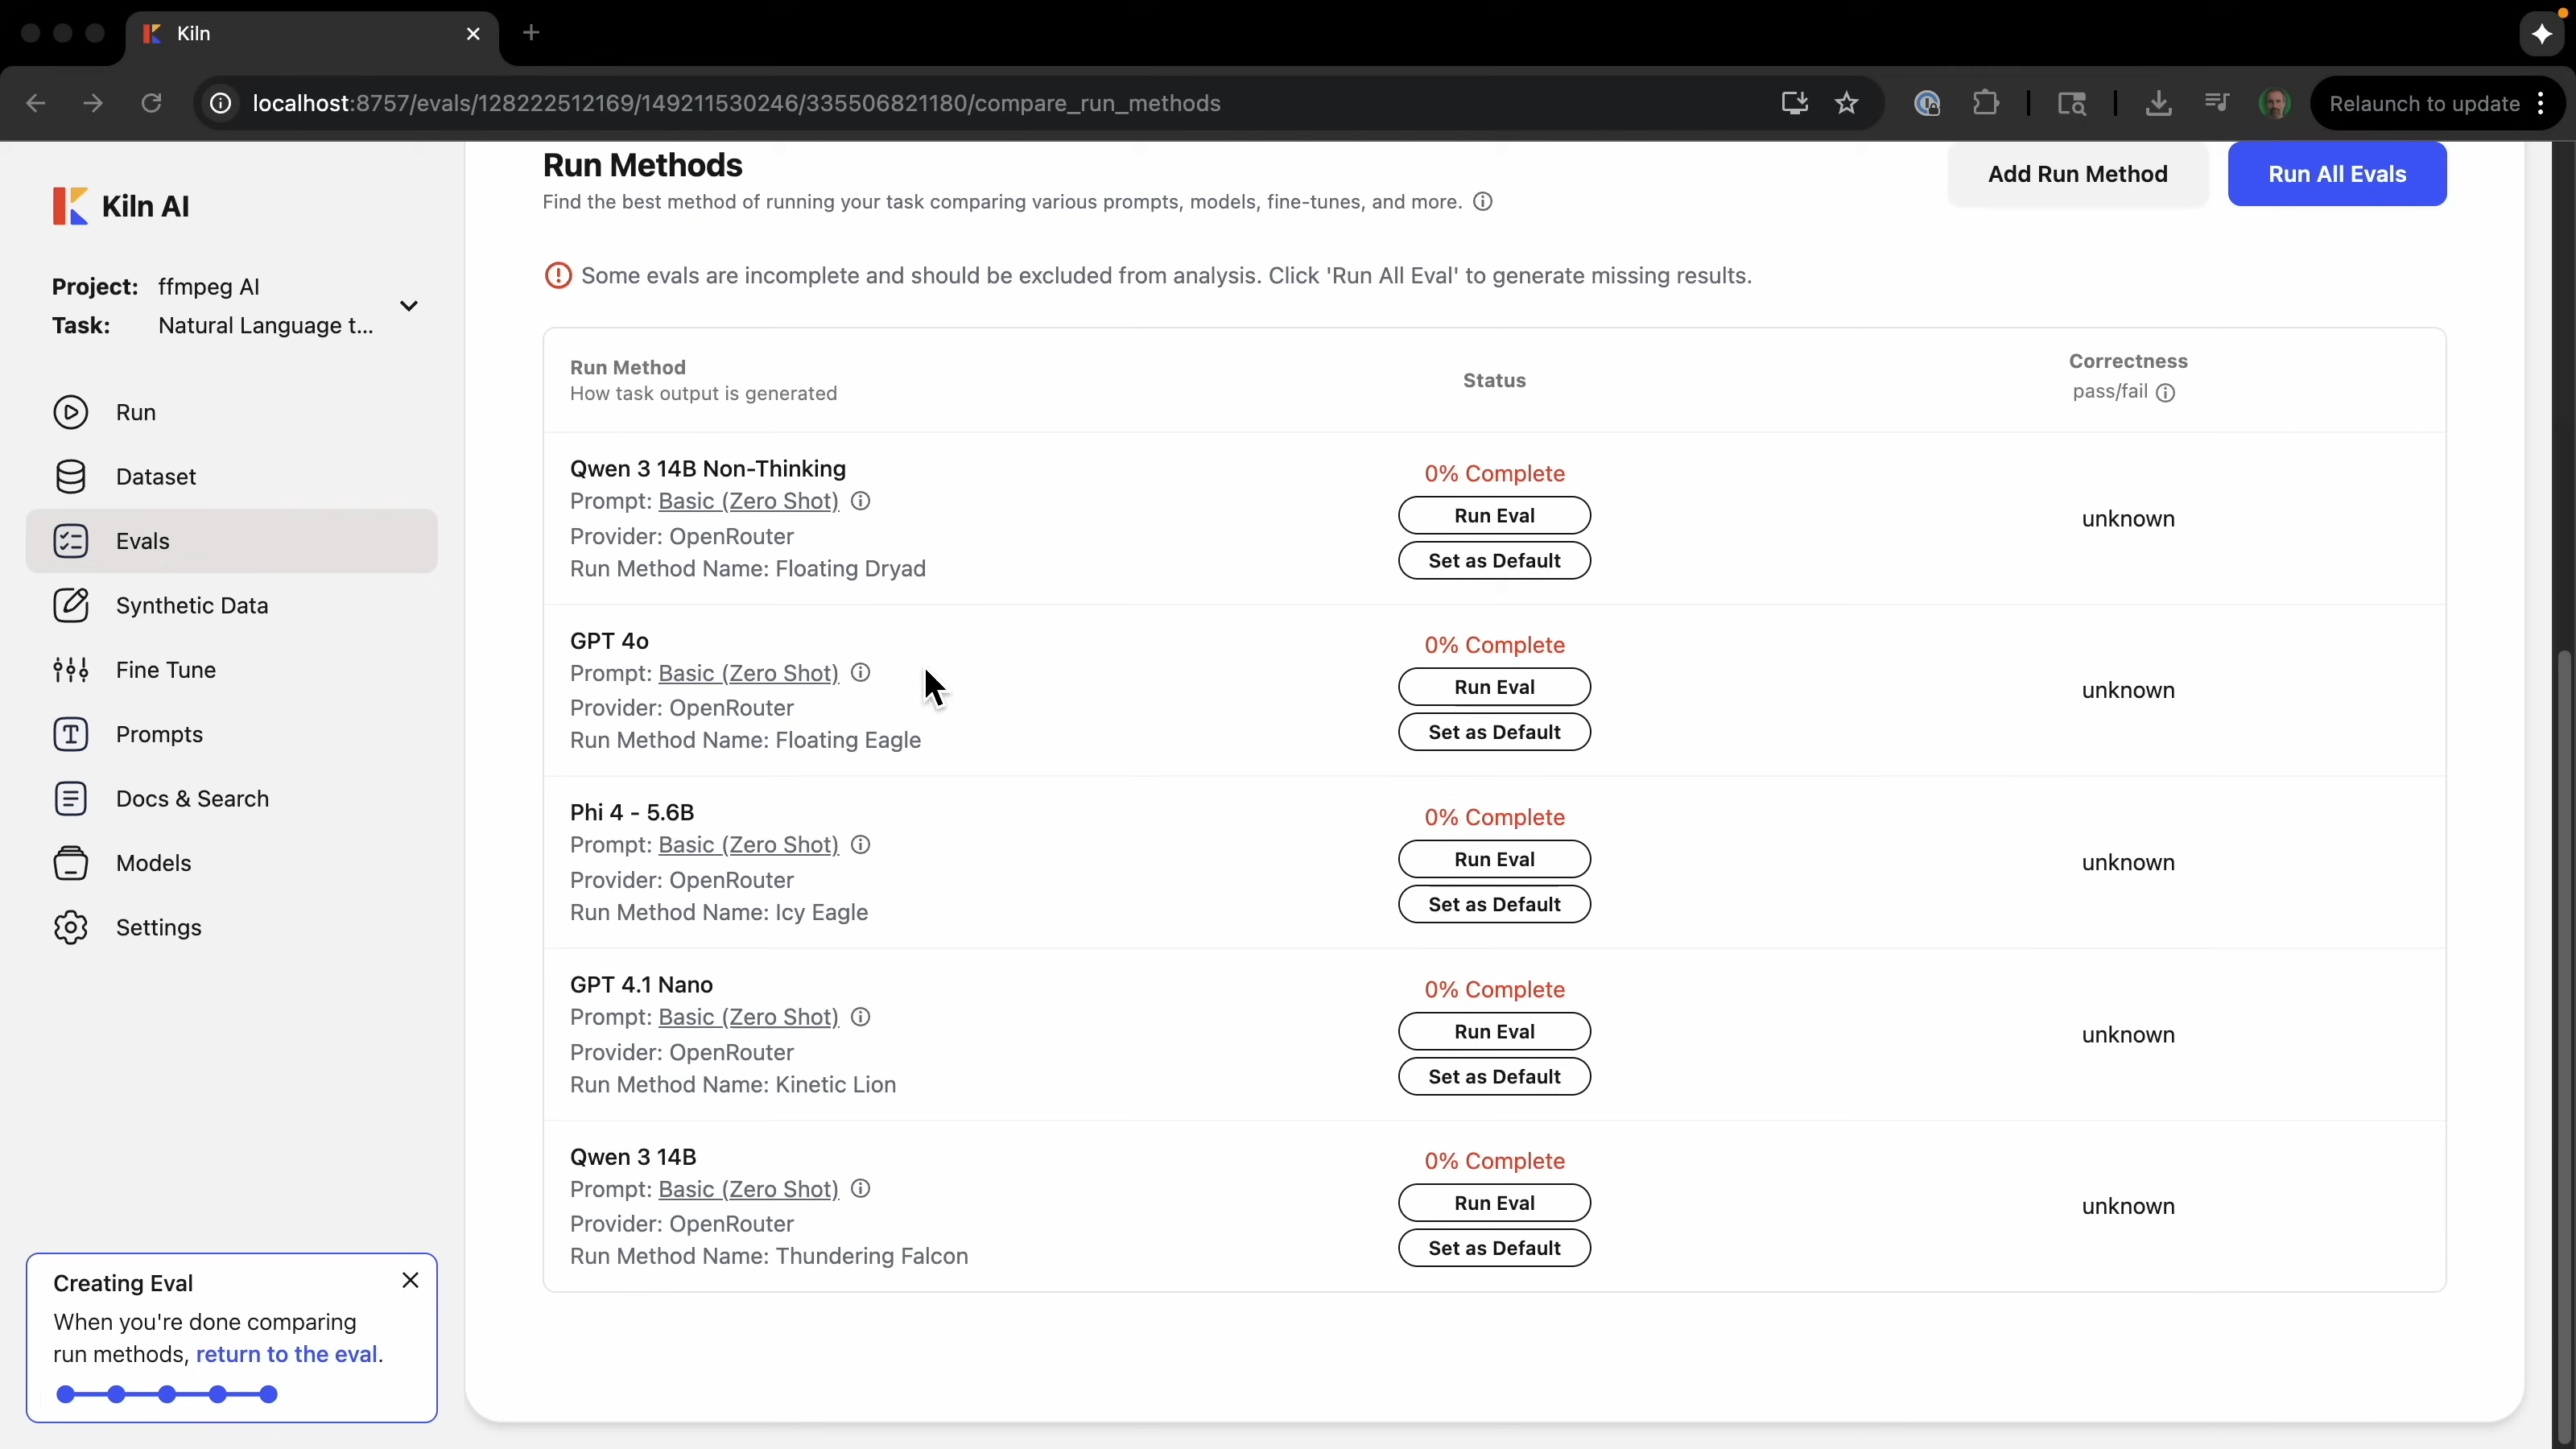 Kiln
localhost:8757/evals/128222512169/149211530246/335506821180/compare_run_methods
Relaunch to update
Kiln AI
Project: ffmpeg AI
Task: Natural Language t...
Run
Dataset
Evals
Synthetic Data
Fine Tune
Prompts
Docs & Search
Models
Settings
Creating Eval
When you're done comparing
run methods, return to the eval.
Run Methods
Find the best method of running your task comparing various prompts, models, fine-tunes, and more.
Add Run Method
Run All Evals
Some evals are incomplete and should be excluded from analysis. Click 'Run All Eval' to generate missing results.
Run Method
How task output is generated
Status
Correctness
pass/fail
Qwen 3 14B Non-Thinking
Prompt: Basic (Zero Shot)
Provider: OpenRouter
Run Method Name: Floating Dryad
0% Complete
Run Eval
Set as Default
unknown
GPT 4o
Prompt: Basic (Zero Shot)
Provider: OpenRouter
Run Method Name: Floating Eagle
0% Complete
Run Eval
Set as Default
unknown
Phi 4 - 5.6B
Prompt: Basic (Zero Shot)
Provider: OpenRouter
Run Method Name: Icy Eagle
0% Complete
Run Eval
Set as Default
unknown
GPT 4.1 Nano
Prompt: Basic (Zero Shot)
Provider: OpenRouter
Run Method Name: Kinetic Lion
0% Complete
Run Eval
Set as Default
unknown
Qwen 3 14B
Prompt: Basic (Zero Shot)
Provider: OpenRouter
Run Method Name: Thundering Falcon
0% Complete
Run Eval
Set as Default
unknown